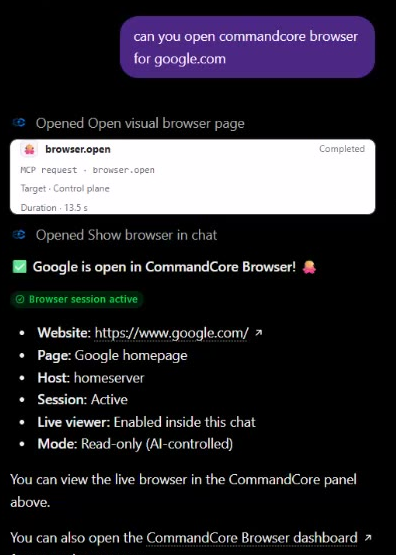 can you open commandcore browser
for google.com
Opened Open visual browser page
browser.open Completed
MCP request · browser.open
Target · Control plane
Duration · 13.5 s
Opened Show browser in chat
✅ Google is open in CommandCore Browser! 🐙
Browser session active
• Website: https://www.google.com/ ↗
• Page: Google homepage
• Host: homeserver
• Session: Active
• Live viewer: Enabled inside this chat
• Mode: Read-only (AI-controlled)
You can view the live browser in the CommandCore panel
above.
You can also open the CommandCore Browser dashboard ↗